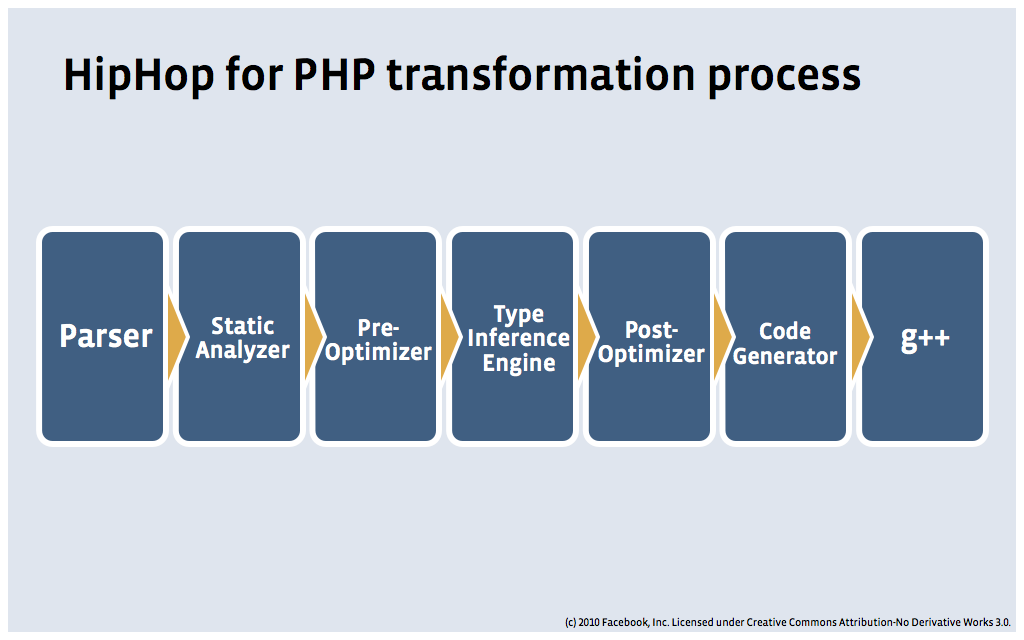 HipHop for PHP transformation process
Parser
Static
Analyzer
Pre-
Optimizer
Type
Inference
Engine
Post-
Optimizer
Code
Generator
g++
(c) 2010 Facebook, Inc. Licensed under Creative Commons Attribution-No Derivative Works 3.0.